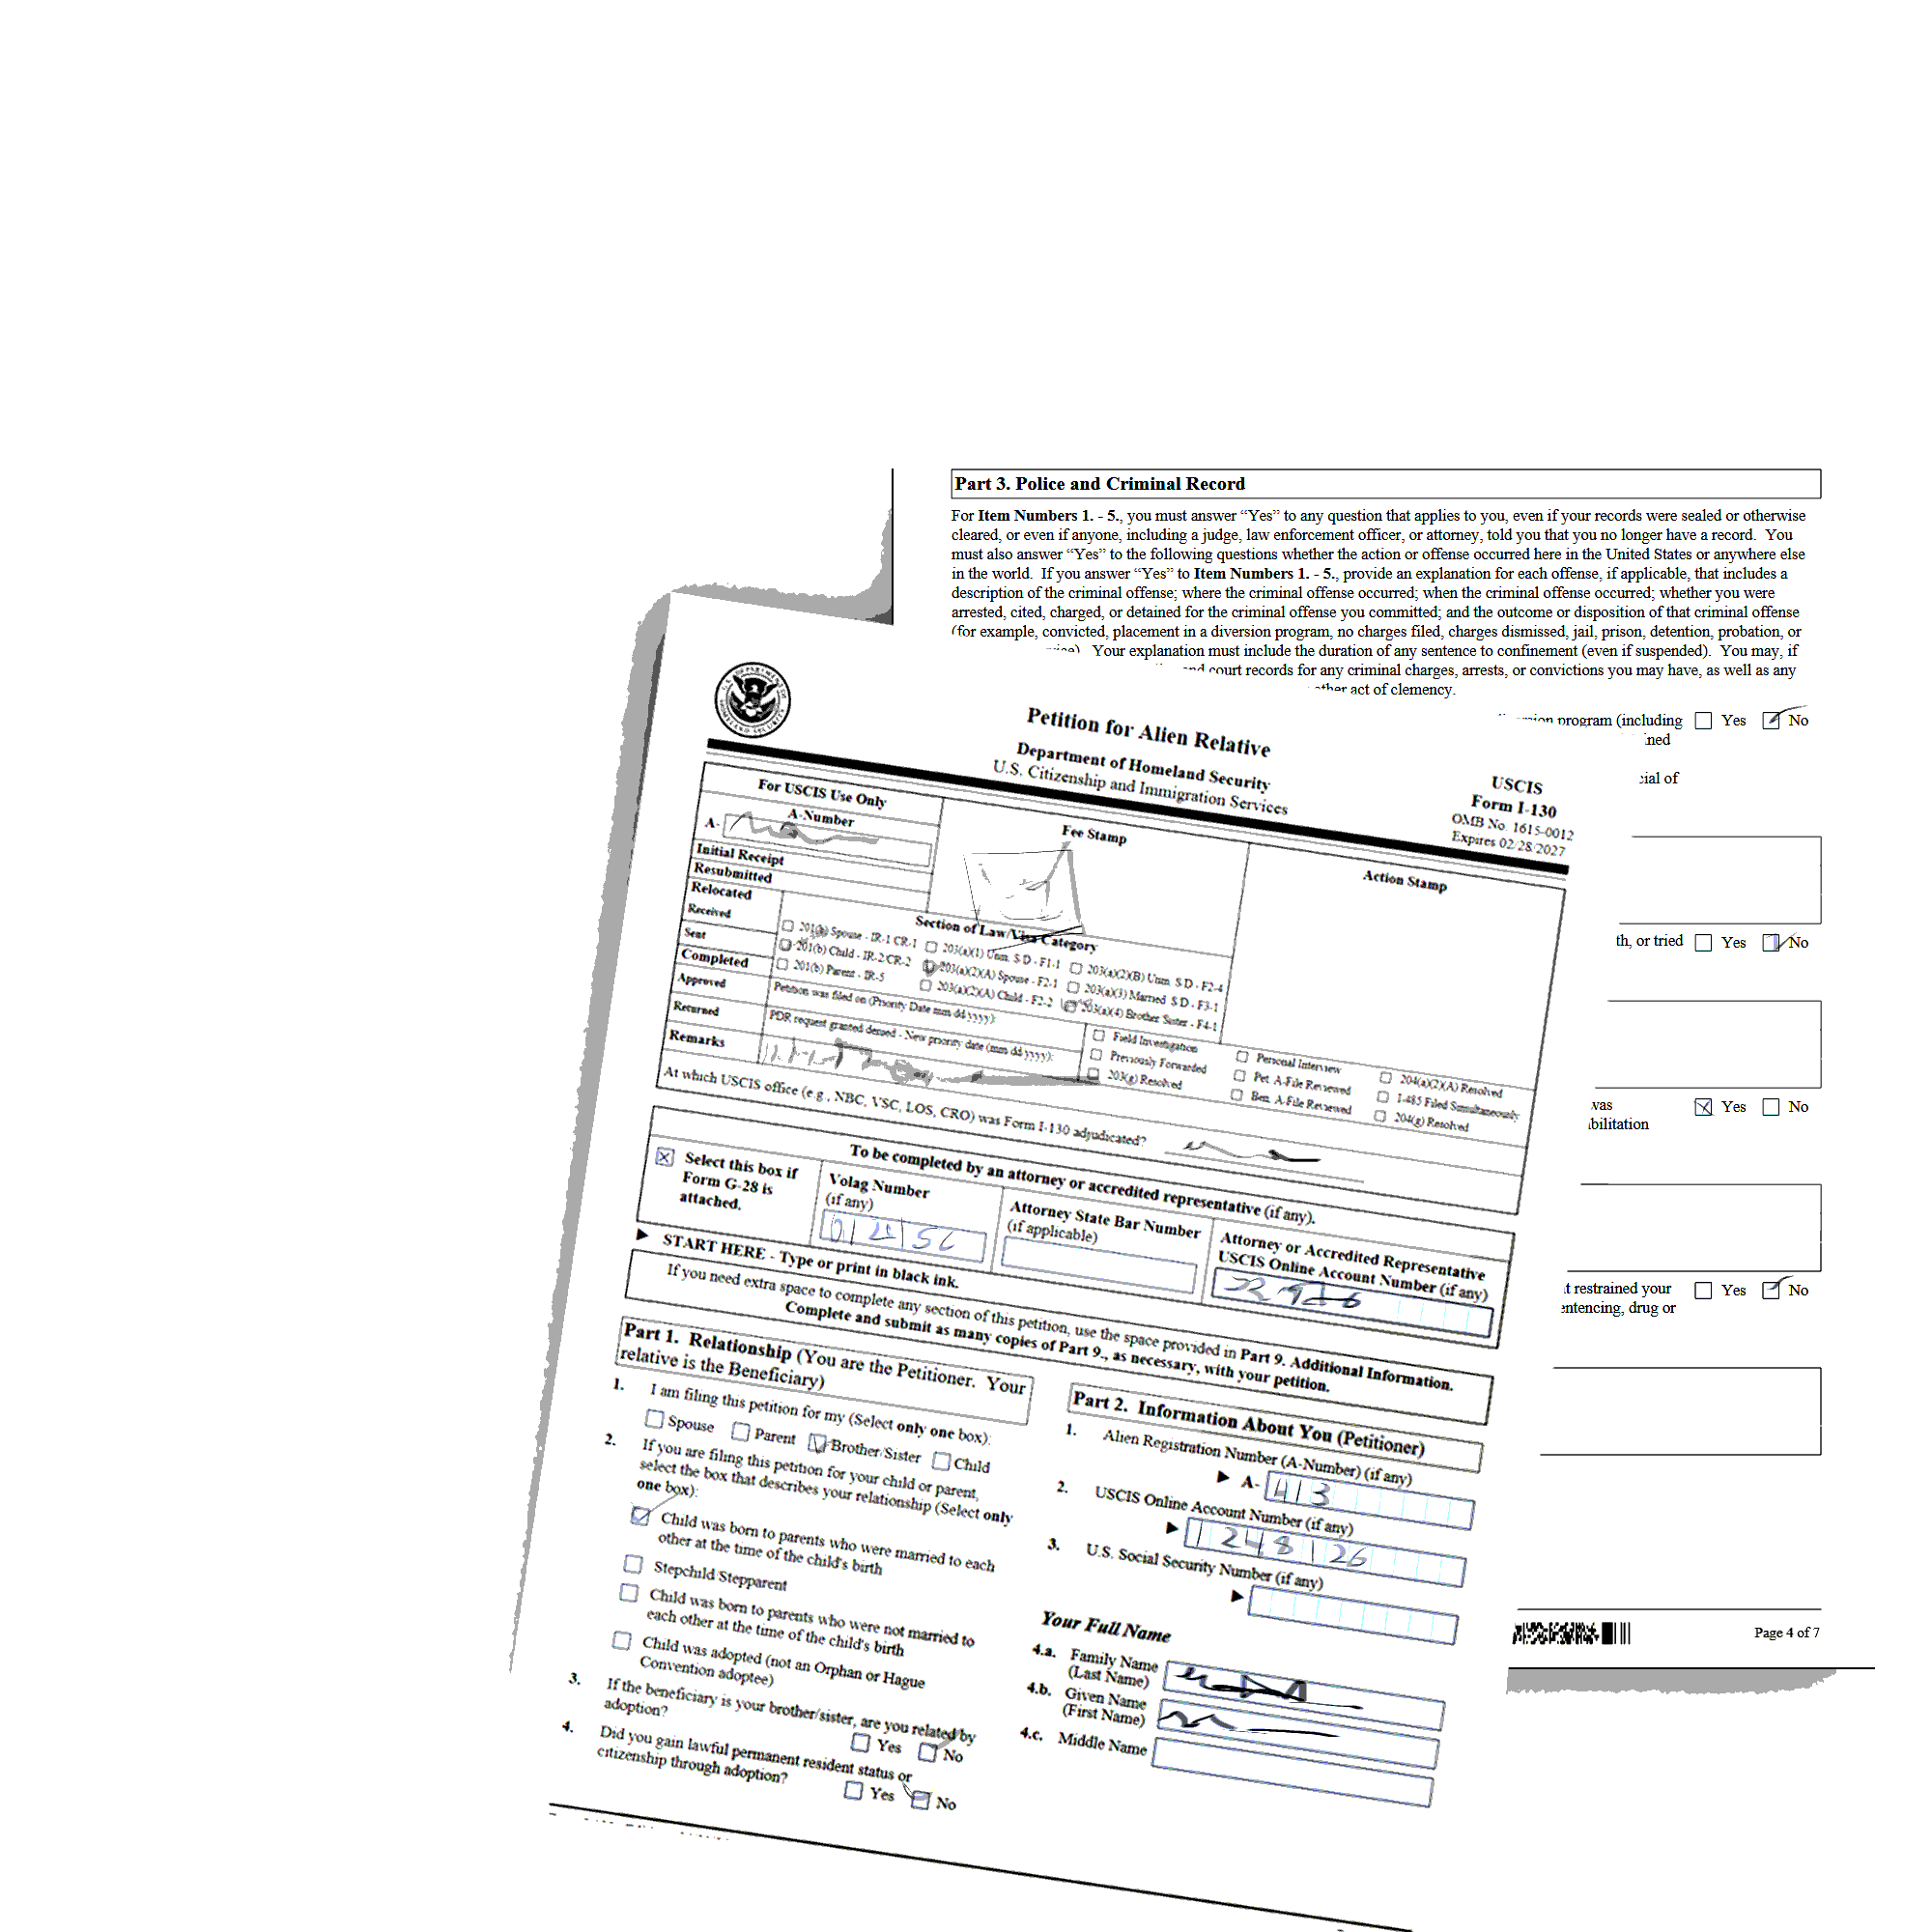 Part 3. Police and Criminal Record
For Item Numbers 1. - 5., you must answer “Yes” to any question that applies to you, even if your records were sealed or otherwise
cleared, or even if anyone, including a judge, law enforcement officer, or attorney, told you that you no longer have a record. You
must also answer “Yes” to the following questions whether the action or offense occurred here in the United States or anywhere else
in the world. If you answer “Yes” to Item Numbers 1. - 5., provide an explanation for each offense, if applicable, that includes a
description of the criminal offense; where the criminal offense occurred; when the criminal offense occurred; whether you were
arrested, cited, charged, or detained for the criminal offense you committed; and the outcome or disposition of that criminal offense
(for example, convicted, placement in a diversion program, no charges filed, charges dismissed, jail, prison, detention, probation, or
Your explanation must include the duration of any sentence to confinement (even if suspended). You may, if
and court records for any criminal charges, arrests, or convictions you may have, as well as any
other act of clemency.
program (including Yes No
th, or tried Yes No
Yes No
t restrained your Yes No
entencing, drug or
Page 4 of 7
Petition for Alien Relative
Department of Homeland Security
U.S. Citizenship and Immigration Services
USCIS
Form I-130
OMB No. 1615-0012
Expires 02/28/2027
For USCIS Use Only
A-Number
A-
Fee Stamp
Action Stamp
Initial Receipt
Resubmitted
Relocated
Received
Sent
Completed
Approved
Returned
Remarks
Section of Law/Visa Category
201(b) Spouse - IR-1/CR-1
203(a)(1) Unm. S/D - F1-1
203(a)(2)(B) Unm. S/D - F2-4
201(b) Child - IR-2/CR-2
203(a)(2)(A) Spouse - F2-1
203(a)(3) Married S/D - F3-1
201(b) Parent - IR-5
203(a)(2)(A) Child - F2-2
203(a)(4) Brother/Sister - F4-1
Petition was filed on (Priority Date mm/dd/yyyy):
PDR request granted/denied - New priority date (mm/dd/yyyy):
Field Investigation
Personal Interview
204(a)(2)(A) Resolved
Previously Forwarded
Pet. A-File Reviewed
I-485 Filed Simultaneously
203(g) Resolved
Ben. A-File Reviewed
204(g) Resolved
At which USCIS office (e.g., NBC, VSC, LOS, CRO) was Form I-130 adjudicated?
To be completed by an attorney or accredited representative (if any).
Select this box if
Form G-28 is
attached.
Volag Number
(if any)
Attorney State Bar Number
(if applicable)
Attorney or Accredited Representative
USCIS Online Account Number (if any)
START HERE - Type or print in black ink.
If you need extra space to complete any section of this petition, use the space provided in Part 9. Additional Information.
Complete and submit as many copies of Part 9., as necessary, with your petition.
Part 1. Relationship (You are the Petitioner. Your
relative is the Beneficiary)
1. I am filing this petition for my (Select only one box):
Spouse Parent Brother/Sister Child
2. If you are filing this petition for your child or parent,
select the box that describes your relationship (Select only
one box):
Child was born to parents who were married to each
other at the time of the child's birth
Stepchild/Stepparent
Child was born to parents who were not married to
each other at the time of the child's birth
Child was adopted (not an Orphan or Hague
Convention adoptee)
3. If the beneficiary is your brother/sister, are you related by
adoption?
Yes No
4. Did you gain lawful permanent resident status or
citizenship through adoption?
Yes No
Part 2. Information About You (Petitioner)
1. Alien Registration Number (A-Number) (if any)
A- 413
2. USCIS Online Account Number (if any)
1248126
3. U.S. Social Security Number (if any)
Your Full Name
4.a. Family Name
(Last Name)
4.b. Given Name
(First Name)
4.c. Middle Name